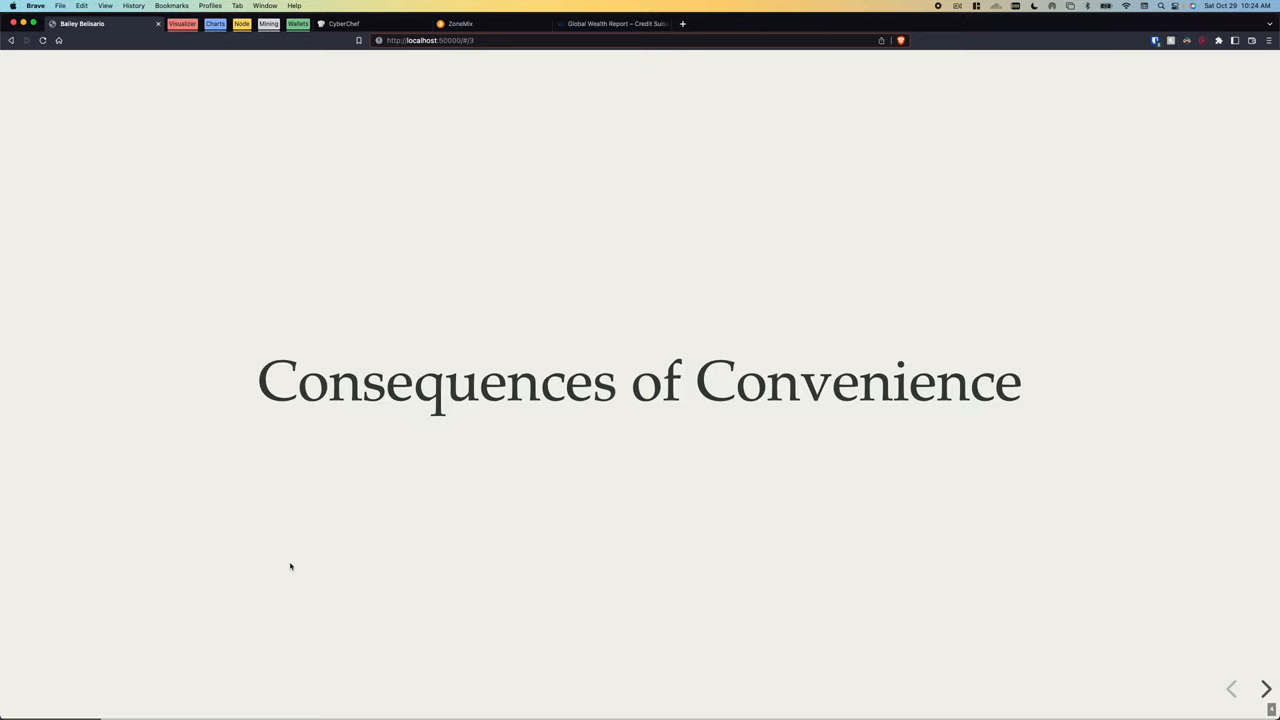 Brave File Edit View History Bookmarks Profiles Tab Window Help Sat Oct 29 10:24 AM
Bailey Belisario Visualizer Charts Node Mining Wallets CyberChef ZoneMix Global Wealth Report – Credit Suis
http://localhost:50000/#/3
Consequences of Convenience
4